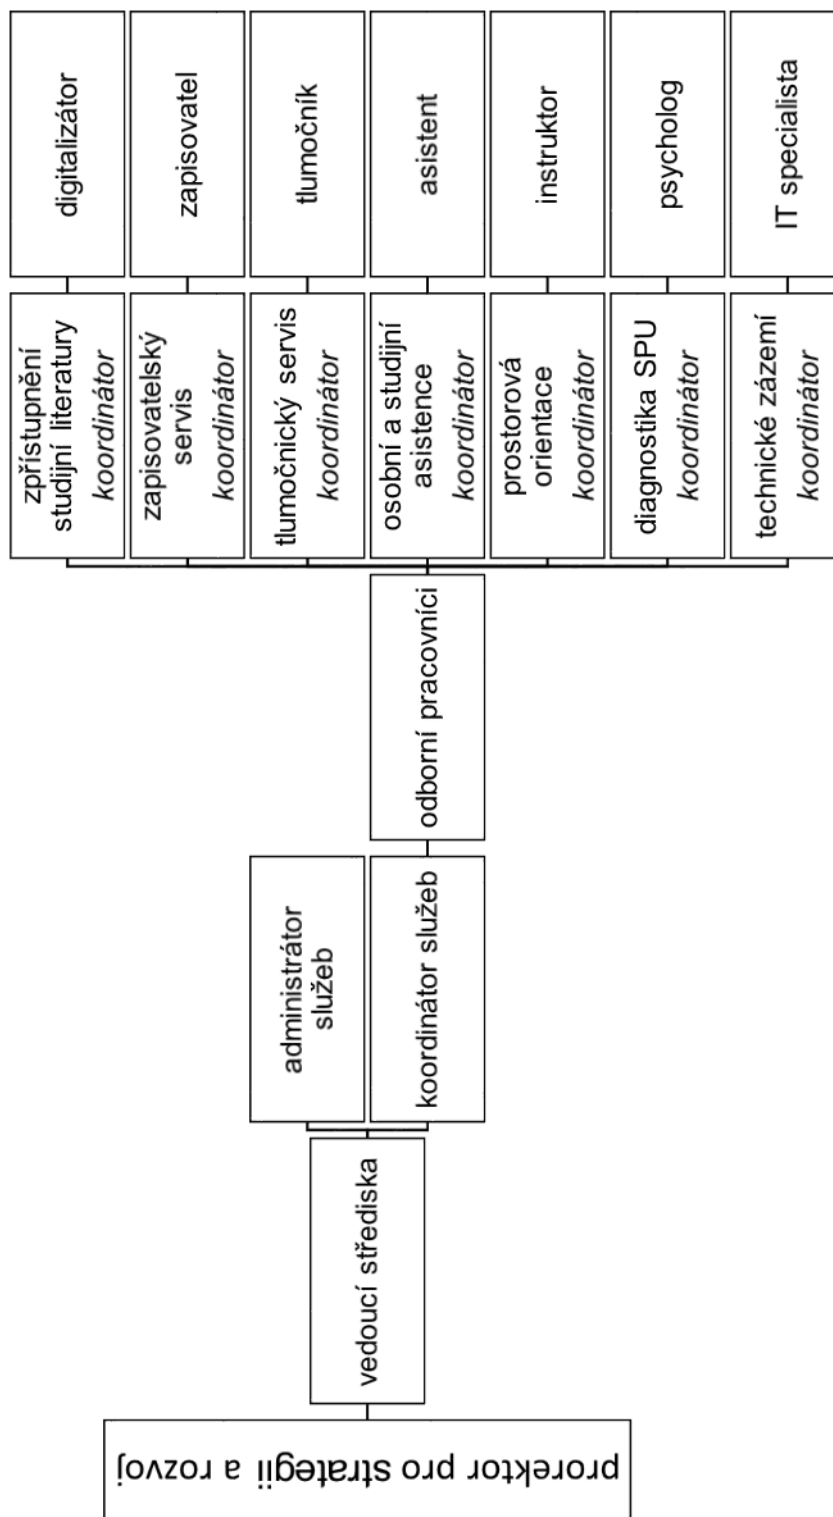 prorektor pro strategii a rozvoj
vedoucí střediska
administrátor
služeb
koordinátor služeb
odborní pracovníci
zpřístupnění
studijní literatury
koordinátor
zapisovatelský
servis
koordinátor
tlumočnický servis
koordinátor
osobní a studijní
asistence
koordinátor
prostorová
orientace
koordinátor
diagnostika SPU
koordinátor
technické zázemí
koordinátor
digitalizátor
zapisovatel
tlumočník
asistent
instruktor
psycholog
IT specialista